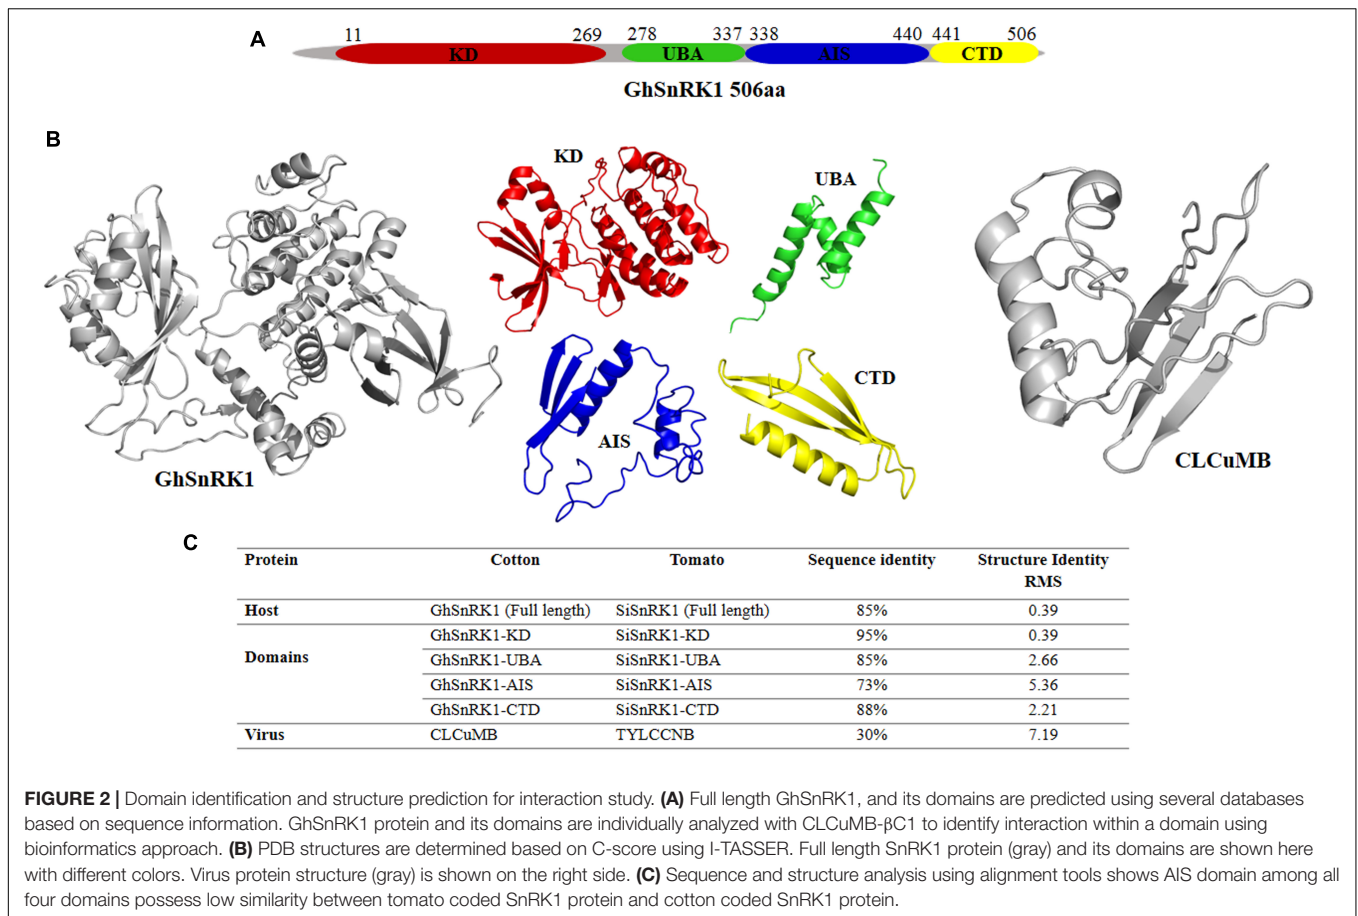 A
11 269 278 337 338 440 441 506
KD UBA AIS CTD
GhSnRK1 506aa
B
KD
UBA
AIS
CTD
GhSnRK1
CLCuMB
C
Protein Cotton Tomato Sequence identity Structure Identity RMS
Host GhSnRK1 (Full length) SiSnRK1 (Full length) 85% 0.39
Domains GhSnRK1-KD SiSnRK1-KD 95% 0.39
GhSnRK1-UBA SiSnRK1-UBA 85% 2.66
GhSnRK1-AIS SiSnRK1-AIS 73% 5.36
GhSnRK1-CTD SiSnRK1-CTD 88% 2.21
Virus CLCuMB TYLCCNB 30% 7.19
FIGURE 2 | Domain identification and structure prediction for interaction study. (A) Full length GhSnRK1, and its domains are predicted using several databases
based on sequence information. GhSnRK1 protein and its domains are individually analyzed with CLCuMB-βC1 to identify interaction within a domain using
bioinformatics approach. (B) PDB structures are determined based on C-score using I-TASSER. Full length SnRK1 protein (gray) and its domains are shown here
with different colors. Virus protein structure (gray) is shown on the right side. (C) Sequence and structure analysis using alignment tools shows AIS domain among all
four domains possess low similarity between tomato coded SnRK1 protein and cotton coded SnRK1 protein.